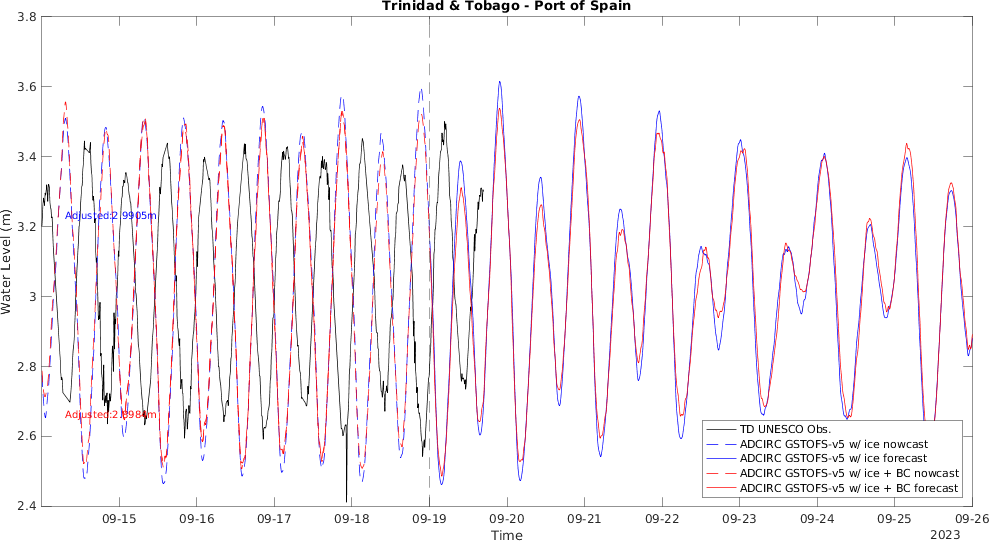 Trinidad & Tobago - Port of Spain
3.8
3.6
3.4
3.2
3
2.8
2.6
2.4
Water Level (m)
Adjusted:2.9905m
TD UNESCO Obs.
ADCIRC GSTOFS-v5 w/ ice nowcast
ADCIRC GSTOFS-v5 w/ ice forecast
ADCIRC GSTOFS-v5 w/ ice + BC nowcast
ADCIRC GSTOFS-v5 w/ ice + BC forecast
09-15 09-16 09-17 09-18 09-19 09-20 09-21 09-22 09-23 09-24 09-25 09-26
Time
2023